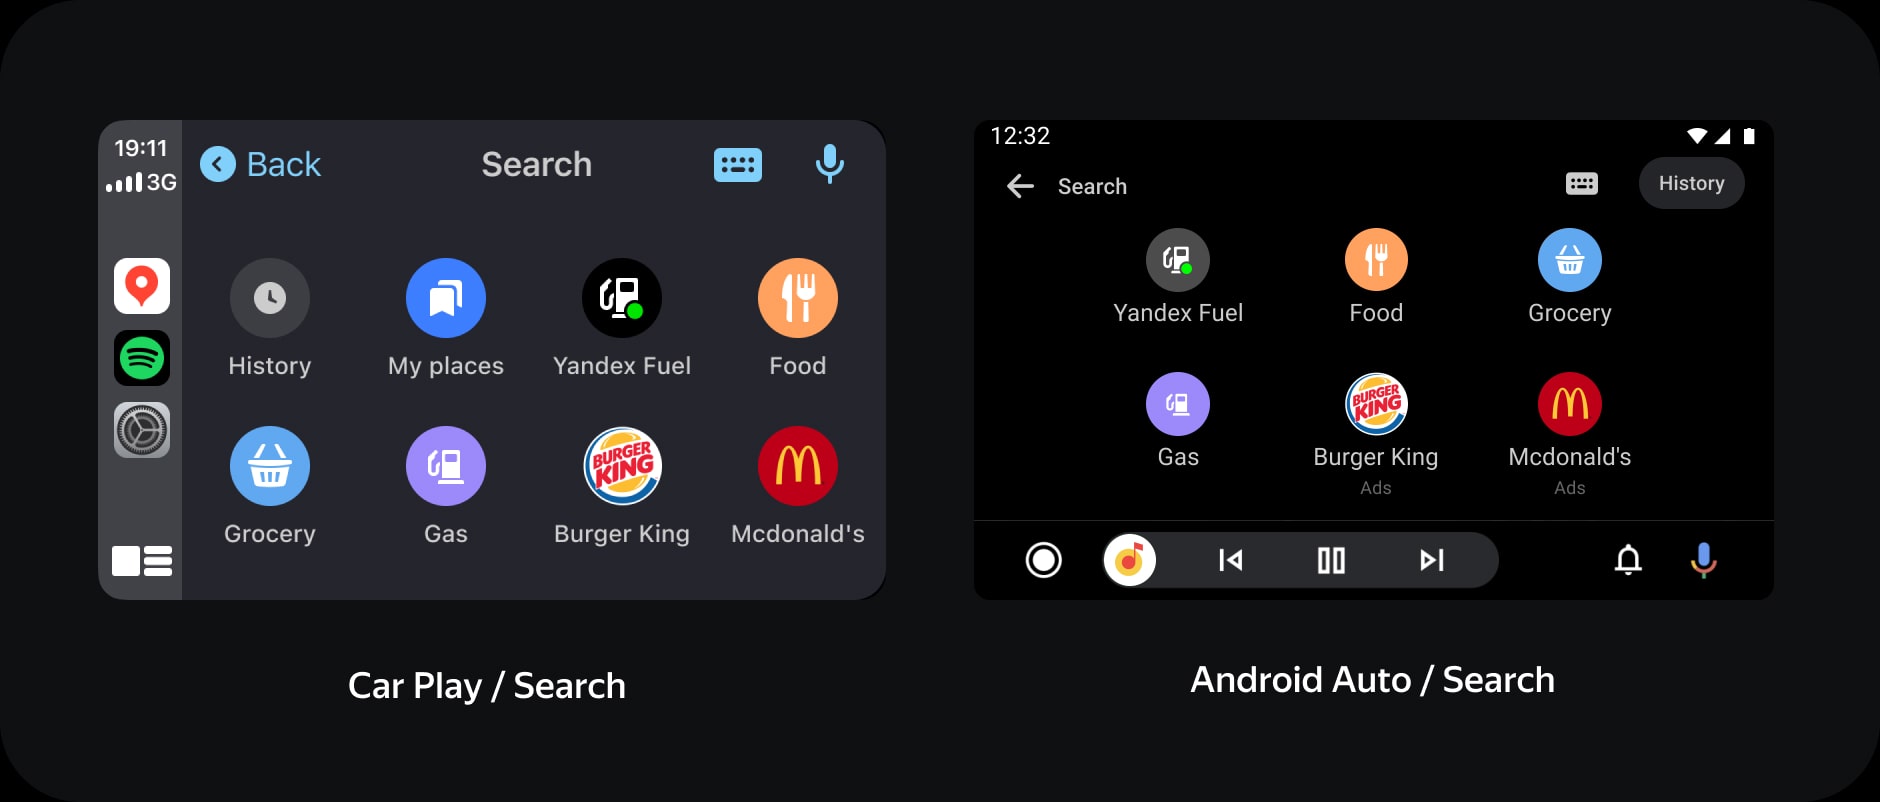 19:11
3G
Back
Search
History
My places
Yandex Fuel
Food
BURGER
KING
Grocery
Gas
Burger King
Mcdonald's
Car Play / Search
12:32
Search
History
Yandex Fuel
Food
Grocery
BURGER
KING
Gas
Burger King
Mcdonald's
Ads
Ads
Android Auto / Search